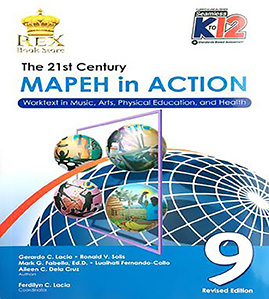 REX
Book Store
K to 12
The 21st Century
MAPEH in ACTION
Worktext in Music, Arts, Physical Education, and Health
Gerardo C. Lacia • Ronald V. Solis
Mark G. Fabella, Ed.D. • Lualhati Fernando-Callo
Aileen C. Dela Cruz
Authors
Ferdilyn C. Lacia
Coordinator
9
Revised Edition